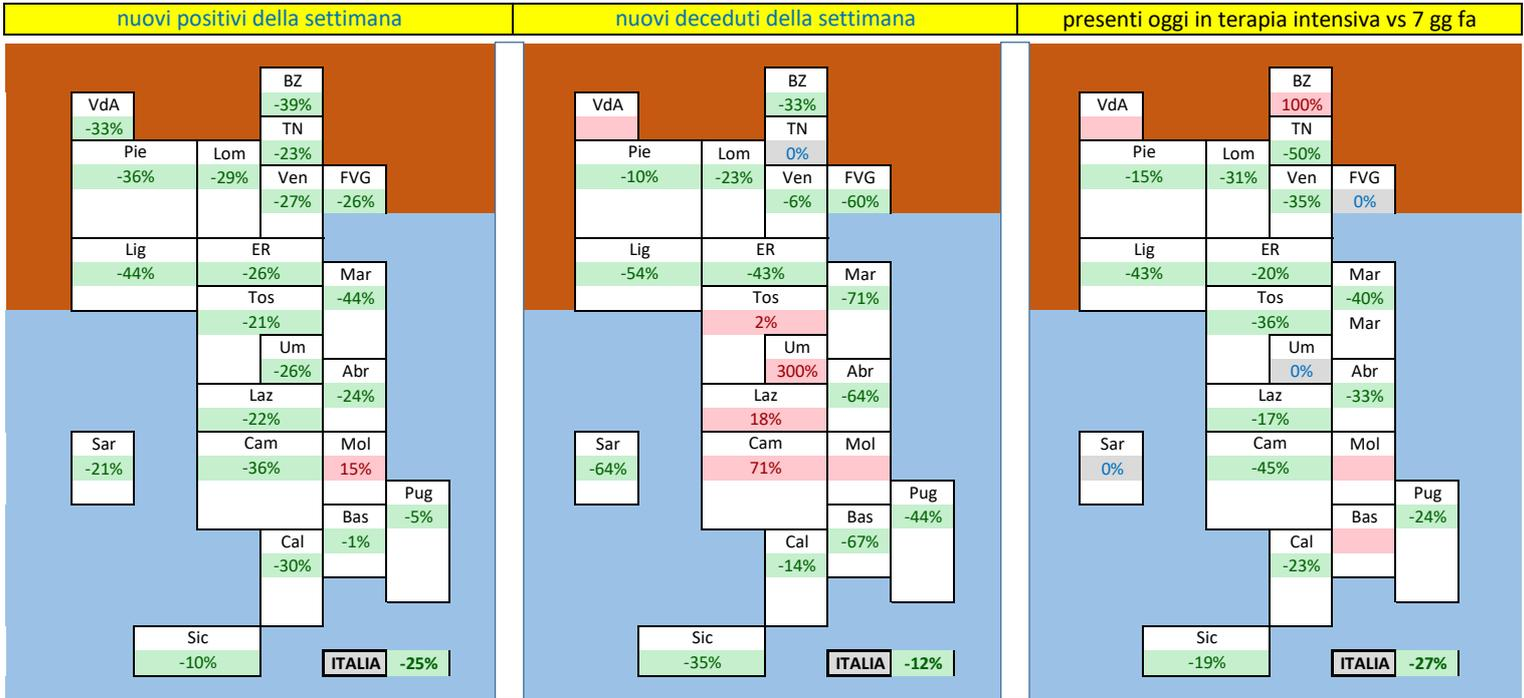 nuovi positivi della settimana
BZ
VdA -39%
-33% TN
Pie Lom -23%
-36% -29% Ven FVG
-27% -26%
Lig ER
-44% -26% Mar
Tos -44%
-21%
Um
-26% Abr
Laz -24%
-22%
Sar Cam Mol
-21% -36% 15%
Pug
Bas -5%
Cal -1%
-30%
Sic
-10% ITALIA -25%
nuovi deceduti della settimana
BZ
VdA -33%
TN
Pie Lom 0%
-10% -23% Ven FVG
-6% -60%
Lig ER
-54% -43% Mar
Tos -71%
2%
Um
300% Abr
Laz -64%
18%
Sar Cam Mol
-64% 71%
Pug
Bas -44%
Cal -67%
-14%
Sic
-35% ITALIA -12%
presenti oggi in terapia intensiva vs 7 gg fa
BZ
VdA 100%
TN
Pie Lom -50%
-15% -31% Ven FVG
-35% 0%
Lig ER
-43% -20% Mar
Tos -40%
-36% Mar
Um
0% Abr
Laz -33%
-17%
Sar Cam Mol
0% -45%
Pug
Bas -24%
Cal
-23%
Sic
-19% ITALIA -27%